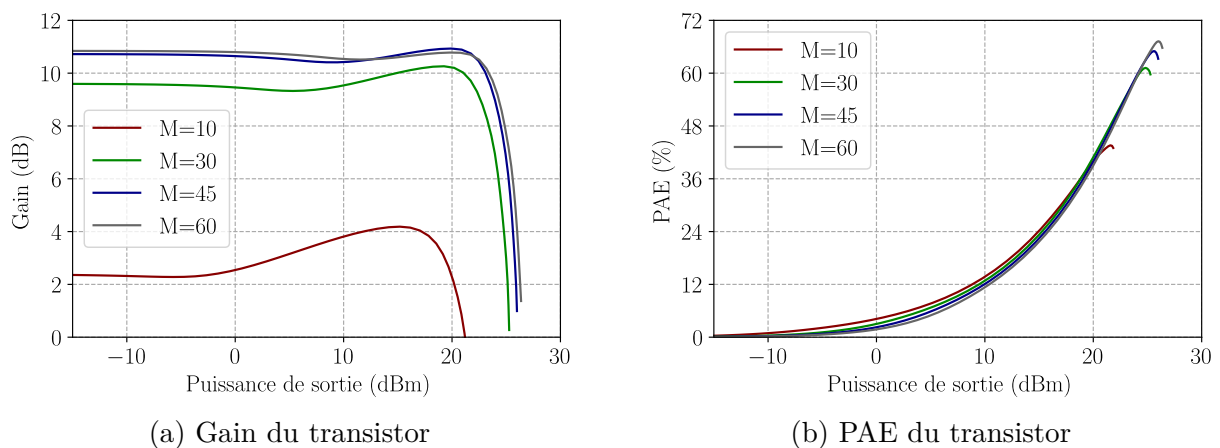 12
10
8
6
4
2
0
Gain (dB)
M=10
M=30
M=45
M=60
−10
0
10
20
30
Puissance de sortie (dBm)
(a) Gain du transistor
72
60
48
36
24
12
0
PAE (%)
M=10
M=30
M=45
M=60
−10
0
10
20
30
Puissance de sortie (dBm)
(b) PAE du transistor